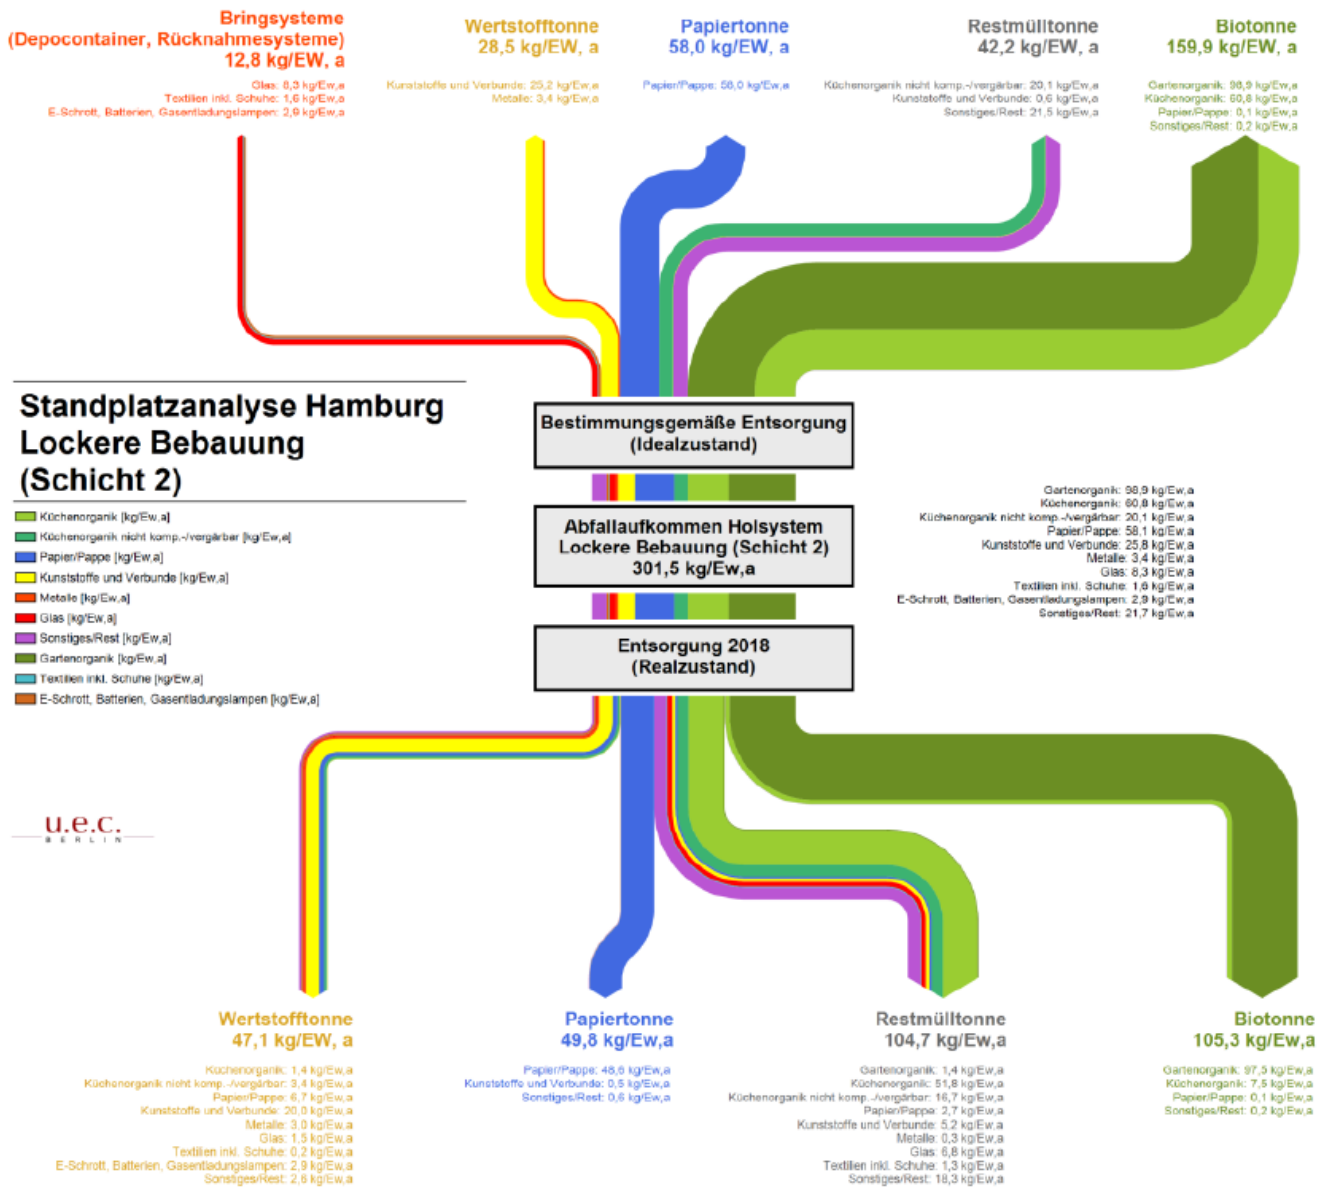 Bringsysteme
(Depocontainer, Rücknahmesysteme)
12,8 kg/EW, a
Glas: 8,3 kg/Ew,a
Textilien inkl. Schuhe: 1,6 kg/Ew,a
E-Schrott, Batterien, Gasentladungslampen: 2,9 kg/Ew,a
Wertstofftonne
28,5 kg/EW, a
Kunststoffe und Verbunde: 25,2 kg/Ew,a
Metalle: 3,4 kg/Ew,a
Papiertonne
58,0 kg/EW, a
Papier/Pappe: 58,0 kg/Ew,a
Restmülltonne
42,2 kg/EW, a
Küchenorganik nicht komp.-/vergärbar: 20,1 kg/Ew,a
Kunststoffe und Verbunde: 0,6 kg/Ew,a
Sonstiges/Rest: 21,5 kg/Ew,a
Biotonne
159,9 kg/EW, a
Gartenorganik: 98,9 kg/Ew,a
Küchenorganik: 60,8 kg/Ew,a
Papier/Pappe: 0,1 kg/Ew,a
Sonstiges/Rest: 0,2 kg/Ew,a
Standplatzanalyse Hamburg
Lockere Bebauung
(Schicht 2)
Küchenorganik [kg/Ew,a]
Küchenorganik nicht komp.-/vergärbar [kg/Ew,a]
Papier/Pappe [kg/Ew,a]
Kunststoffe und Verbunde [kg/Ew,a]
Metalle [kg/Ew,a]
Glas [kg/Ew,a]
Sonstiges/Rest [kg/Ew,a]
Gartenorganik [kg/Ew,a]
Textilien inkl. Schuhe [kg/Ew,a]
E-Schrott, Batterien, Gasentladungslampen [kg/Ew,a]
u.e.c.
BERLIN
Bestimmungsgemäße Entsorgung
(Idealzustand)
Abfallaufkommen Holsystem
Lockere Bebauung (Schicht 2)
301,5 kg/Ew,a
Entsorgung 2018
(Realzustand)
Gartenorganik: 98,9 kg/Ew,a
Küchenorganik: 60,8 kg/Ew,a
Küchenorganik nicht komp.-/vergärbar: 20,1 kg/Ew,a
Papier/Pappe: 58,1 kg/Ew,a
Kunststoffe und Verbunde: 25,8 kg/Ew,a
Metalle: 3,4 kg/Ew,a
Glas: 8,3 kg/Ew,a
Textilien inkl. Schuhe: 1,6 kg/Ew,a
E-Schrott, Batterien, Gasentladungslampen: 2,9 kg/Ew,a
Sonstiges/Rest: 21,7 kg/Ew,a
Wertstofftonne
47,1 kg/EW, a
Küchenorganik: 1,4 kg/Ew,a
Küchenorganik nicht komp.-/vergärbar: 3,4 kg/Ew,a
Papier/Pappe: 6,7 kg/Ew,a
Kunststoffe und Verbunde: 20,0 kg/Ew,a
Metalle: 3,0 kg/Ew,a
Glas: 1,5 kg/Ew,a
Textilien inkl. Schuhe: 0,2 kg/Ew,a
E-Schrott, Batterien, Gasentladungslampen: 2,9 kg/Ew,a
Sonstiges/Rest: 2,6 kg/Ew,a
Papiertonne
49,8 kg/Ew,a
Papier/Pappe: 48,6 kg/Ew,a
Kunststoffe und Verbunde: 0,5 kg/Ew,a
Sonstiges/Rest: 0,6 kg/Ew,a
Restmülltonne
104,7 kg/Ew,a
Gartenorganik: 1,4 kg/Ew,a
Küchenorganik: 51,8 kg/Ew,a
Küchenorganik nicht komp.-/vergärbar: 16,7 kg/Ew,a
Papier/Pappe: 2,7 kg/Ew,a
Kunststoffe und Verbunde: 5,2 kg/Ew,a
Metalle: 0,3 kg/Ew,a
Glas: 6,8 kg/Ew,a
Textilien inkl. Schuhe: 1,3 kg/Ew,a
Sonstiges/Rest: 18,3 kg/Ew,a
Biotonne
105,3 kg/Ew,a
Gartenorganik: 97,5 kg/Ew,a
Küchenorganik: 7,5 kg/Ew,a
Papier/Pappe: 0,1 kg/Ew,a
Sonstiges/Rest: 0,2 kg/Ew,a